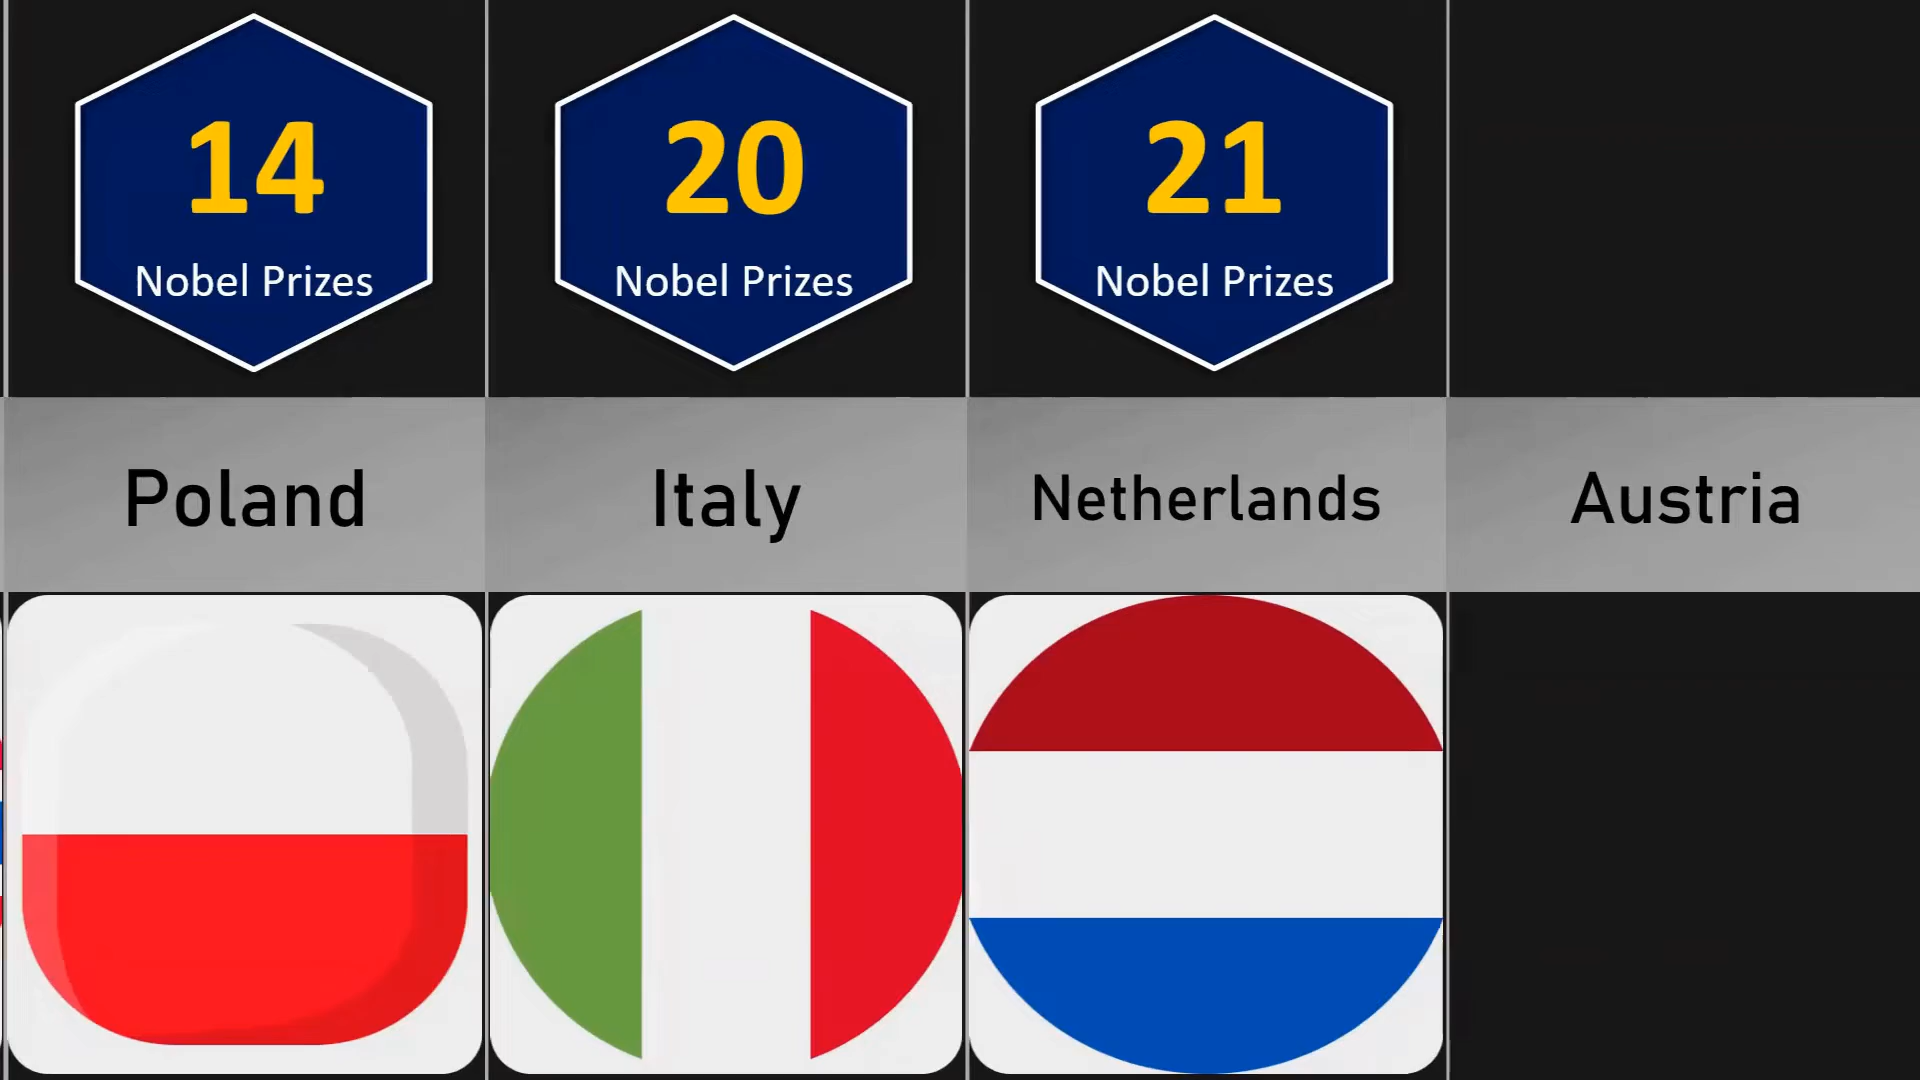 14
Nobel Prizes
20
Nobel Prizes
21
Nobel Prizes
Poland
Italy
Netherlands
Austria